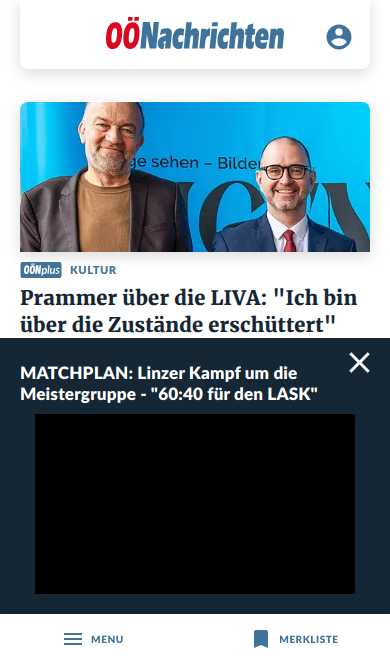 OÖNachrichten
ge sehen – Bilde
OÖNplus KULTUR
Prammer über die LIVA: "Ich bin
über die Zustände erschüttert"
MATCHPLAN: Linzer Kampf um die
Meistergruppe - "60:40 für den LASK"
MENU
MERKLISTE